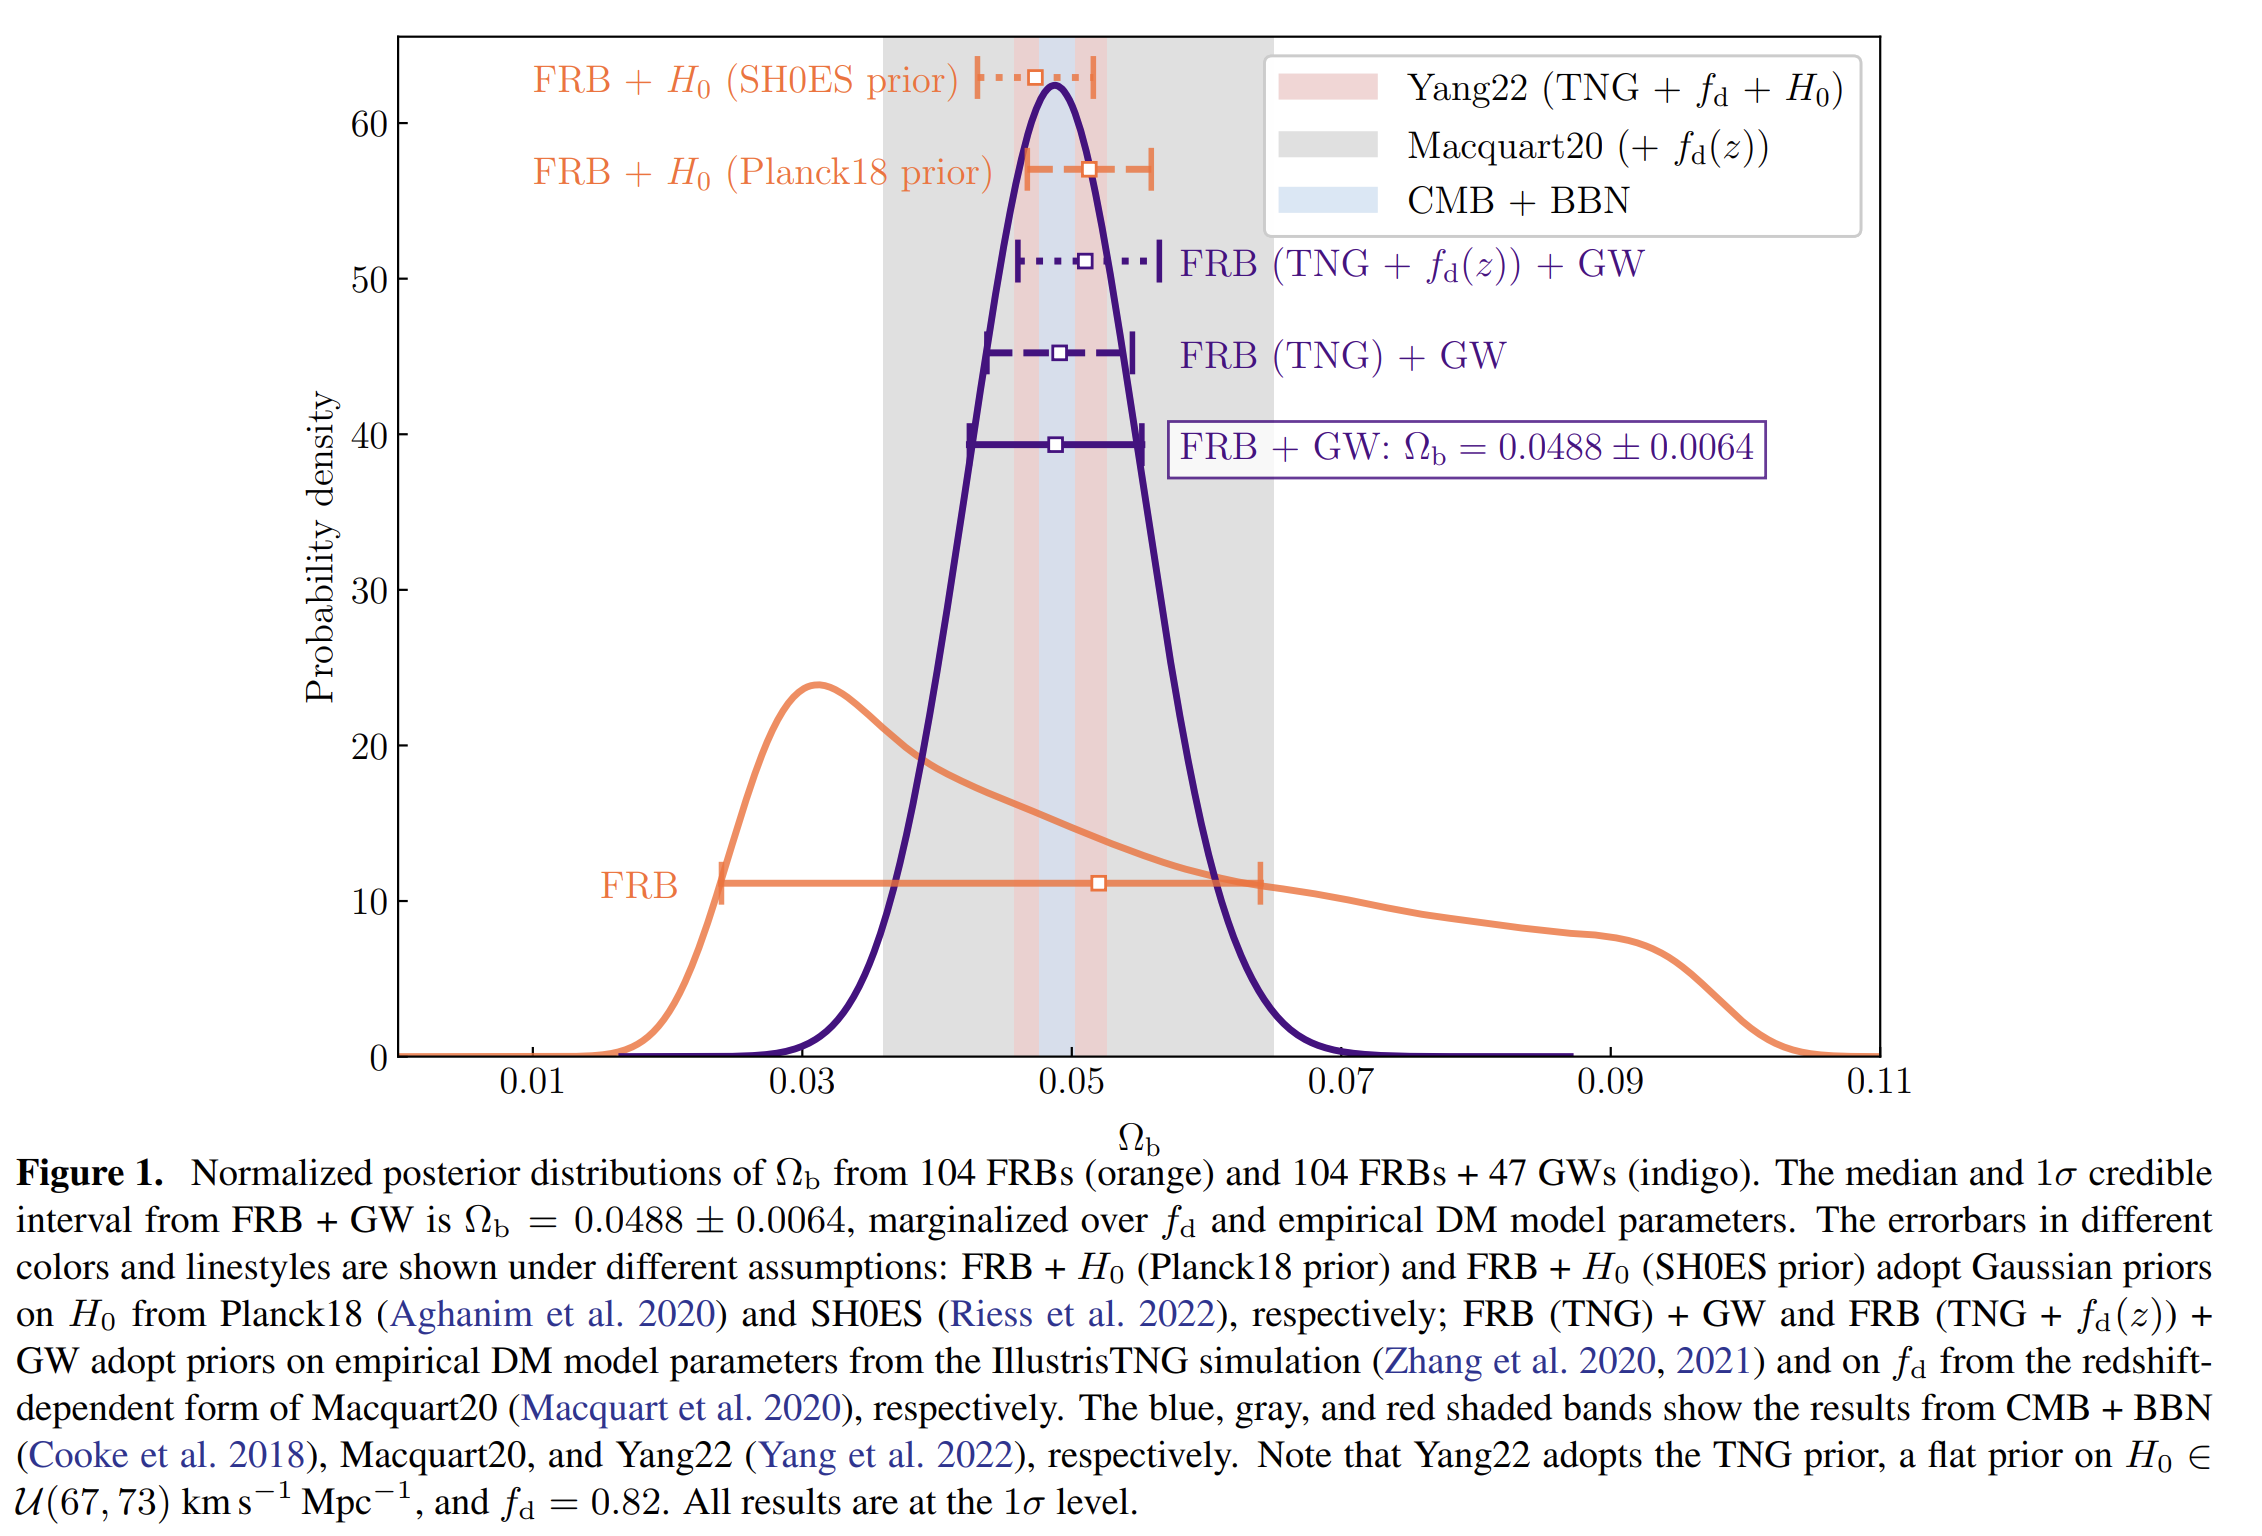 FRB + H₀ (SH0ES prior)
FRB + H₀ (Planck18 prior)
Yang22 (TNG + f_d + H₀)
Macquart20 (+ f_d(z))
CMB + BBN
FRB (TNG + f_d(z)) + GW
FRB (TNG) + GW
FRB + GW: Ω_b = 0.0488 ± 0.0064
FRB
Probability density
60
50
40
30
20
10
0
0.01 0.03 0.05 0.07 0.09 0.11
Ω_b
Figure 1. Normalized posterior distributions of Ω_b from 104 FRBs (orange) and 104 FRBs + 47 GWs (indigo). The median and 1σ credible
interval from FRB + GW is Ω_b = 0.0488 ± 0.0064, marginalized over f_d and empirical DM model parameters. The errorbars in different
colors and linestyles are shown under different assumptions: FRB + H₀ (Planck18 prior) and FRB + H₀ (SH0ES prior) adopt Gaussian priors
on H₀ from Planck18 (Aghanim et al. 2020) and SH0ES (Riess et al. 2022), respectively; FRB (TNG) + GW and FRB (TNG + f_d(z)) +
GW adopt priors on empirical DM model parameters from the IllustrisTNG simulation (Zhang et al. 2020, 2021) and on f_d from the redshift-
dependent form of Macquart20 (Macquart et al. 2020), respectively. The blue, gray, and red shaded bands show the results from CMB + BBN
(Cooke et al. 2018), Macquart20, and Yang22 (Yang et al. 2022), respectively. Note that Yang22 adopts the TNG prior, a flat prior on H₀ ∈
𝒰(67, 73) km s⁻¹ Mpc⁻¹, and f_d = 0.82. All results are at the 1σ level.